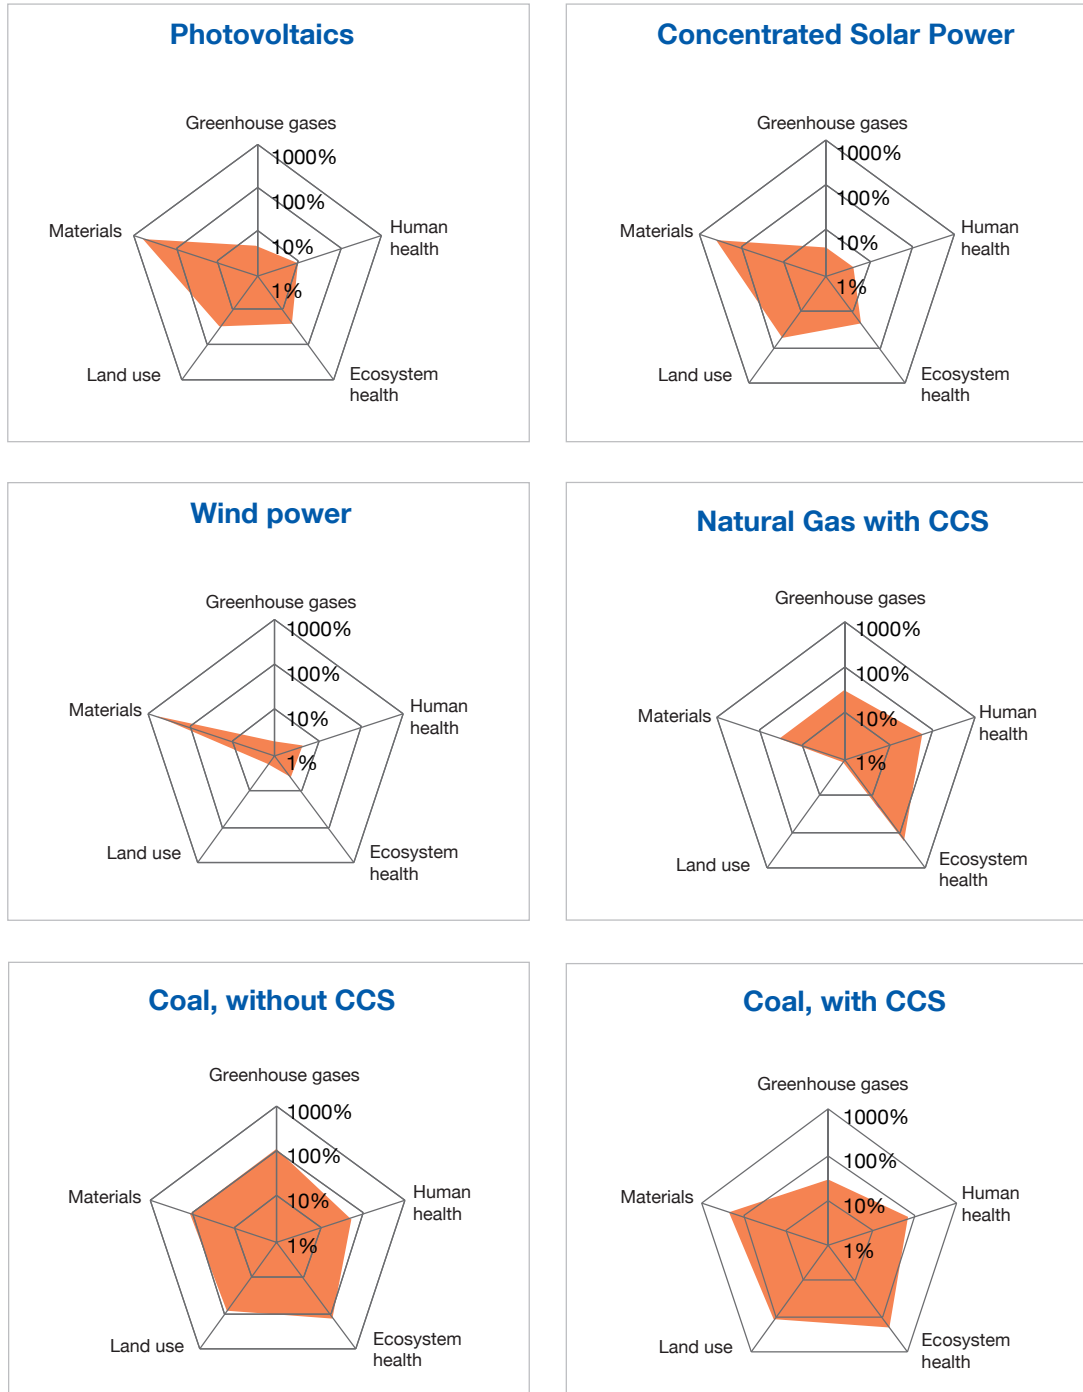 Photovoltaics
Greenhouse gases
1000%
100%
10%
1%
Materials
Human
health
Land use
Ecosystem
health
Concentrated Solar Power
Greenhouse gases
1000%
100%
10%
1%
Materials
Human
health
Land use
Ecosystem
health
Wind power
Greenhouse gases
1000%
100%
10%
1%
Materials
Human
health
Land use
Ecosystem
health
Natural Gas with CCS
Greenhouse gases
1000%
100%
10%
1%
Materials
Human
health
Land use
Ecosystem
health
Coal, without CCS
Greenhouse gases
1000%
100%
10%
1%
Materials
Human
health
Land use
Ecosystem
health
Coal, with CCS
Greenhouse gases
1000%
100%
10%
1%
Materials
Human
health
Land use
Ecosystem
health